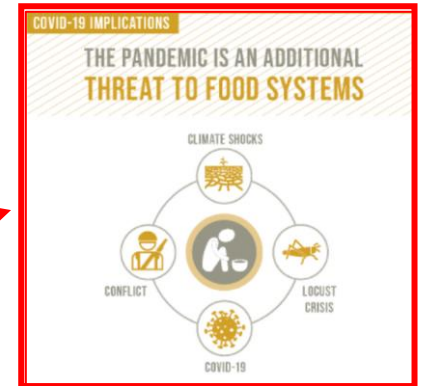 COVID-19 IMPLICATIONS
THE PANDEMIC IS AN ADDITIONAL
THREAT TO FOOD SYSTEMS
CLIMATE SHOCKS
CONFLICT
LOCUST
CRISIS
COVID-19